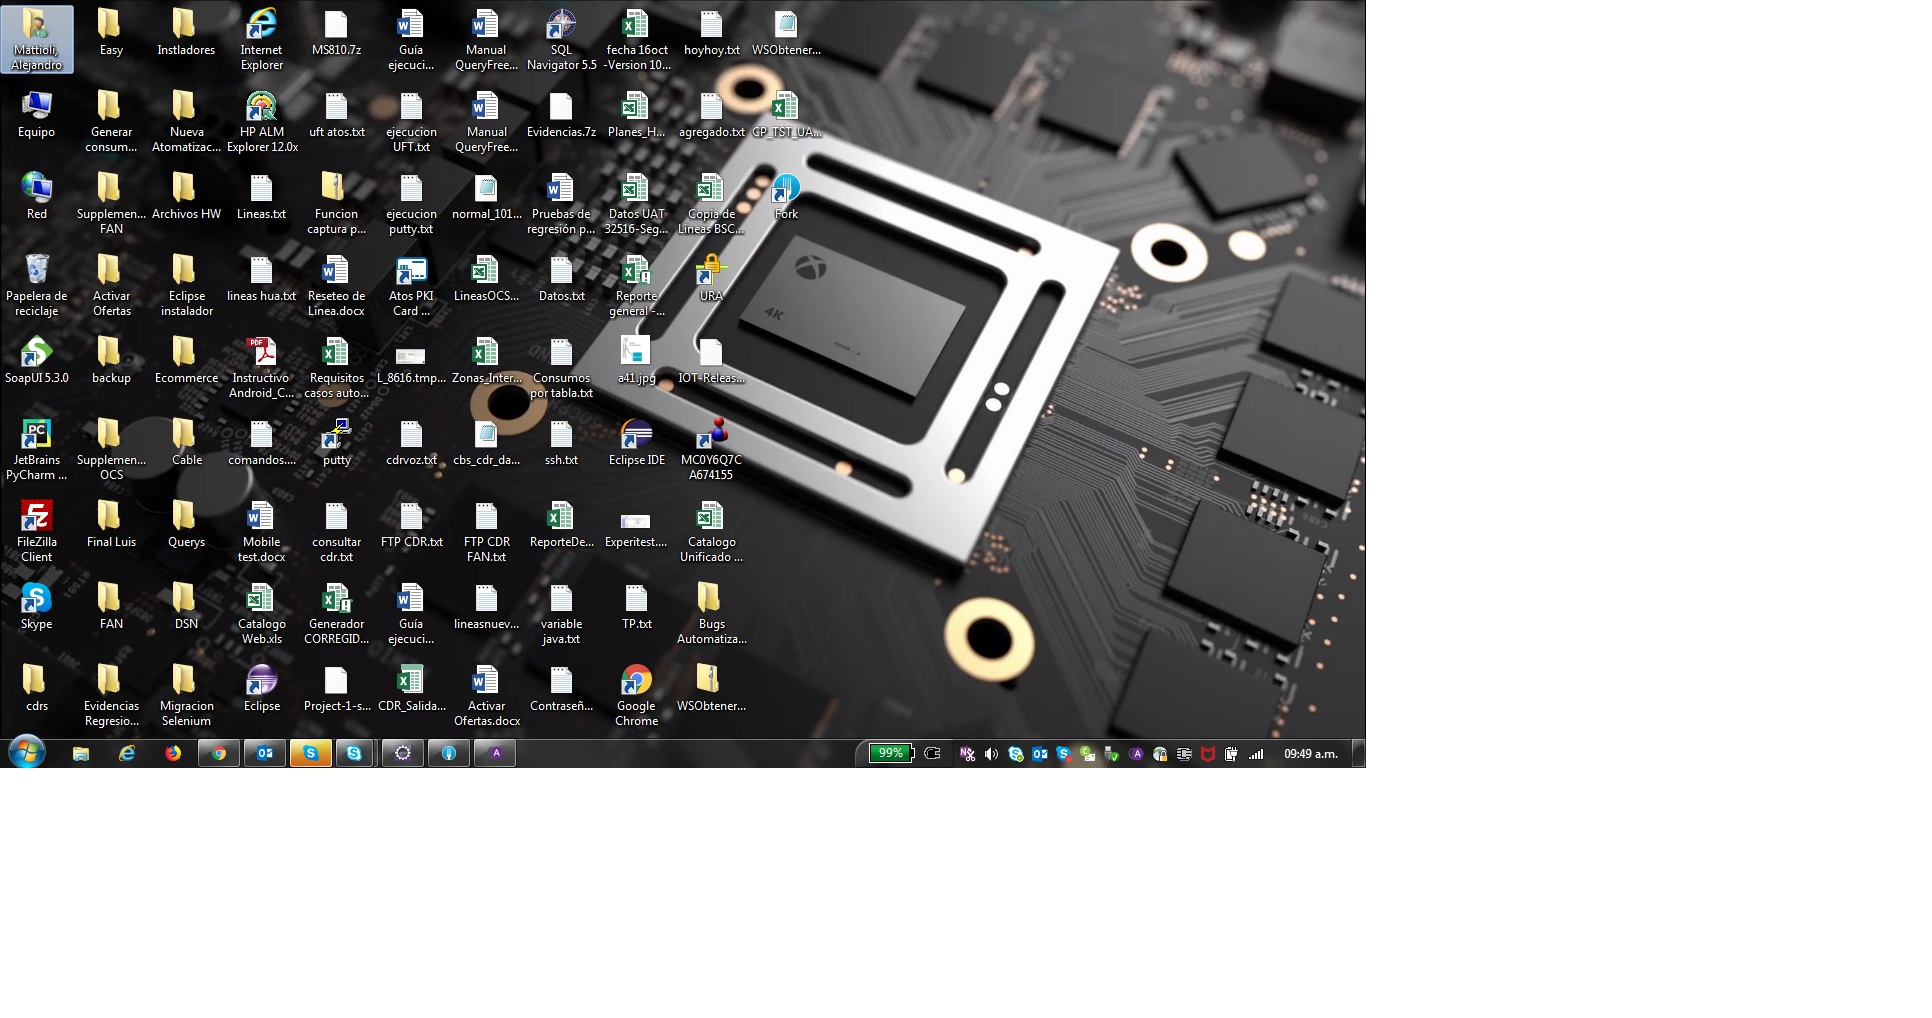 Mattioli,
Alejandro
Easy
Instladores
Internet
Explorer
MS810.7z
Guía
ejecuci...
Manual
QueryFree...
SQL
Navigator 5.5
fecha 16oct
-Version 10...
hoyhoy.txt
WSObtener...
Equipo
Generar
consum...
Nueva
Atomatizac...
HP ALM
Explorer 12.0x
uft atos.txt
ejecucion
UFT.txt
Manual
QueryFree...
Evidencias.7z
Planes_H...
agregado.txt
CP_TST_UA...
Red
Supplemen...
FAN
Archivos HW
Lineas.txt
Funcion
captura p...
ejecucion
putty.txt
normal_101...
Pruebas de
regresión p...
Datos UAT
32516-Seg...
Copia de
Lineas BSC...
Fork
Papelera de
reciclaje
Activar
Ofertas
Eclipse
instalador
lineas hua.txt
Reseteo de
Linea.docx
Atos PKI
Card ...
LineasOCS...
Datos.txt
Reporte
general -...
URA
4K
SoapUI 5.3.0
backup
Ecommerce
PDF
Instructivo
Android_C...
Requisitos
casos auto...
L_8616.tmp...
Zonas_Inter...
Consumos
por tabla.txt
a41.jpg
IOT-Releas...
PC
JetBrains
PyCharm ...
Supplemen...
OCS
Cable
comandos....
putty
cdrvoz.txt
cbs_cdr_da...
ssh.txt
Eclipse IDE
MC0Y6Q7C
A674155
FileZilla
Client
Final Luis
Querys
Mobile
test.docx
consultar
cdr.txt
FTP CDR.txt
FTP CDR
FAN.txt
ReporteDe...
Experitest....
Catalogo
Unificado ...
Skype
FAN
DSN
Catalogo
Web.xls
Generador
CORREGID...
Guía
ejecuci...
lineasnuev...
variable
java.txt
TP.txt
Bugs
Automatiza...
cdrs
Evidencias
Regresio...
Migracion
Selenium
Eclipse
Project-1-s...
CDR_Salida...
Activar
Ofertas.docx
Contraseñ...
Google
Chrome
WSObtener...
99%
09:49 a.m.